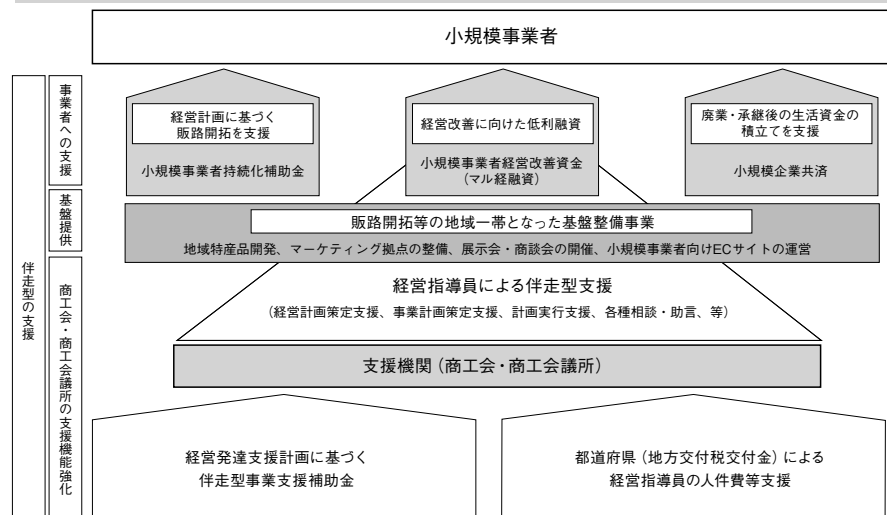 小規模事業者
伴走型の支援
事業者への支援
経営計画に基づく
販路開拓を支援
小規模事業者持続化補助金
経営改善に向けた低利融資
小規模事業者経営改善資金
(マル経融資)
廃業・承継後の生活資金の
積立てを支援
小規模企業共済
基盤提供
販路開拓等の地域一帯となった基盤整備事業
地域特産品開発、マーケティング拠点の整備、展示会・商談会の開催、小規模事業者向けECサイトの運営
商工会・商工会議所の支援機能強化
経営指導員による伴走型支援
(経営計画策定支援、事業計画策定支援、計画実行支援、各種相談・助言、等)
支援機関(商工会・商工会議所)
経営発達支援計画に基づく
伴走型事業支援補助金
都道府県(地方交付税交付金)による
経営指導員の人件費等支援